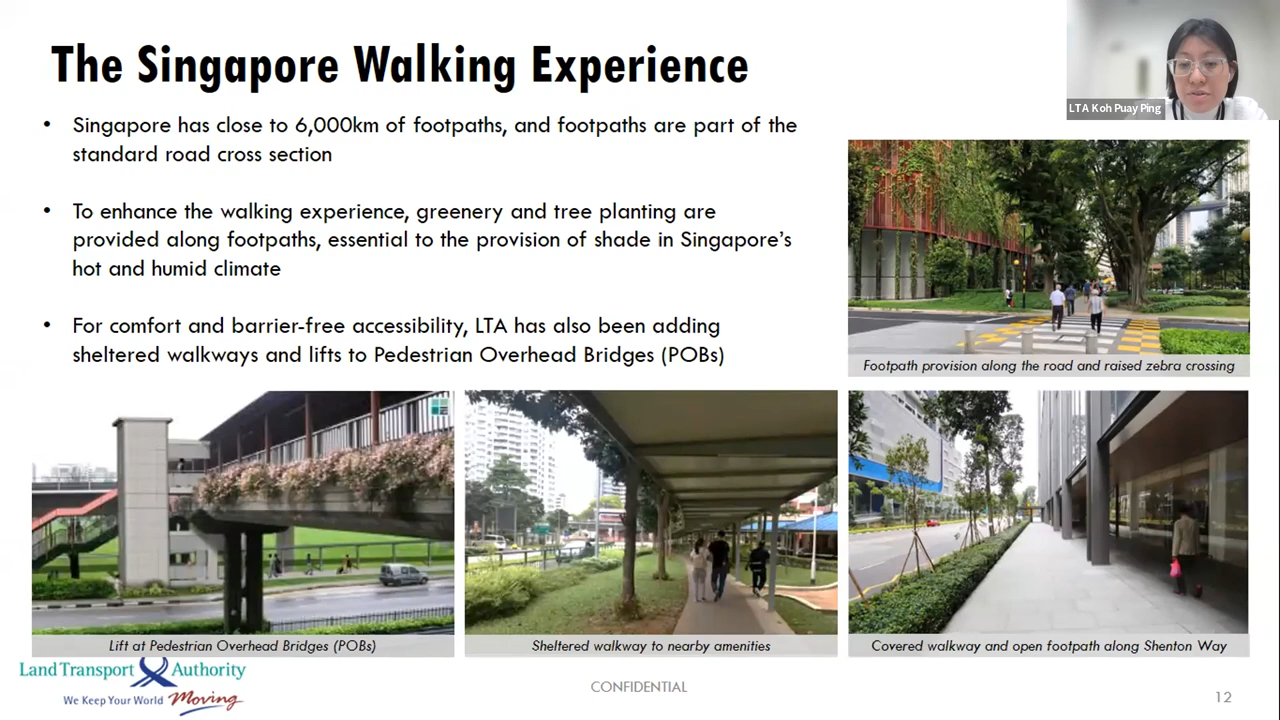 The Singapore Walking Experience
LTA Koh Puay Ping
• Singapore has close to 6,000km of footpaths, and footpaths are part of the
standard road cross section
• To enhance the walking experience, greenery and tree planting are
provided along footpaths, essential to the provision of shade in Singapore's
hot and humid climate
• For comfort and barrier-free accessibility, LTA has also been adding
sheltered walkways and lifts to Pedestrian Overhead Bridges (POBs)
Footpath provision along the road and raised zebra crossing
Lift at Pedestrian Overhead Bridges (POBs)
Sheltered walkway to nearby amenities
Covered walkway and open footpath along Shenton Way
Land Transport Authority
We Keep Your World Moving
CONFIDENTIAL
12